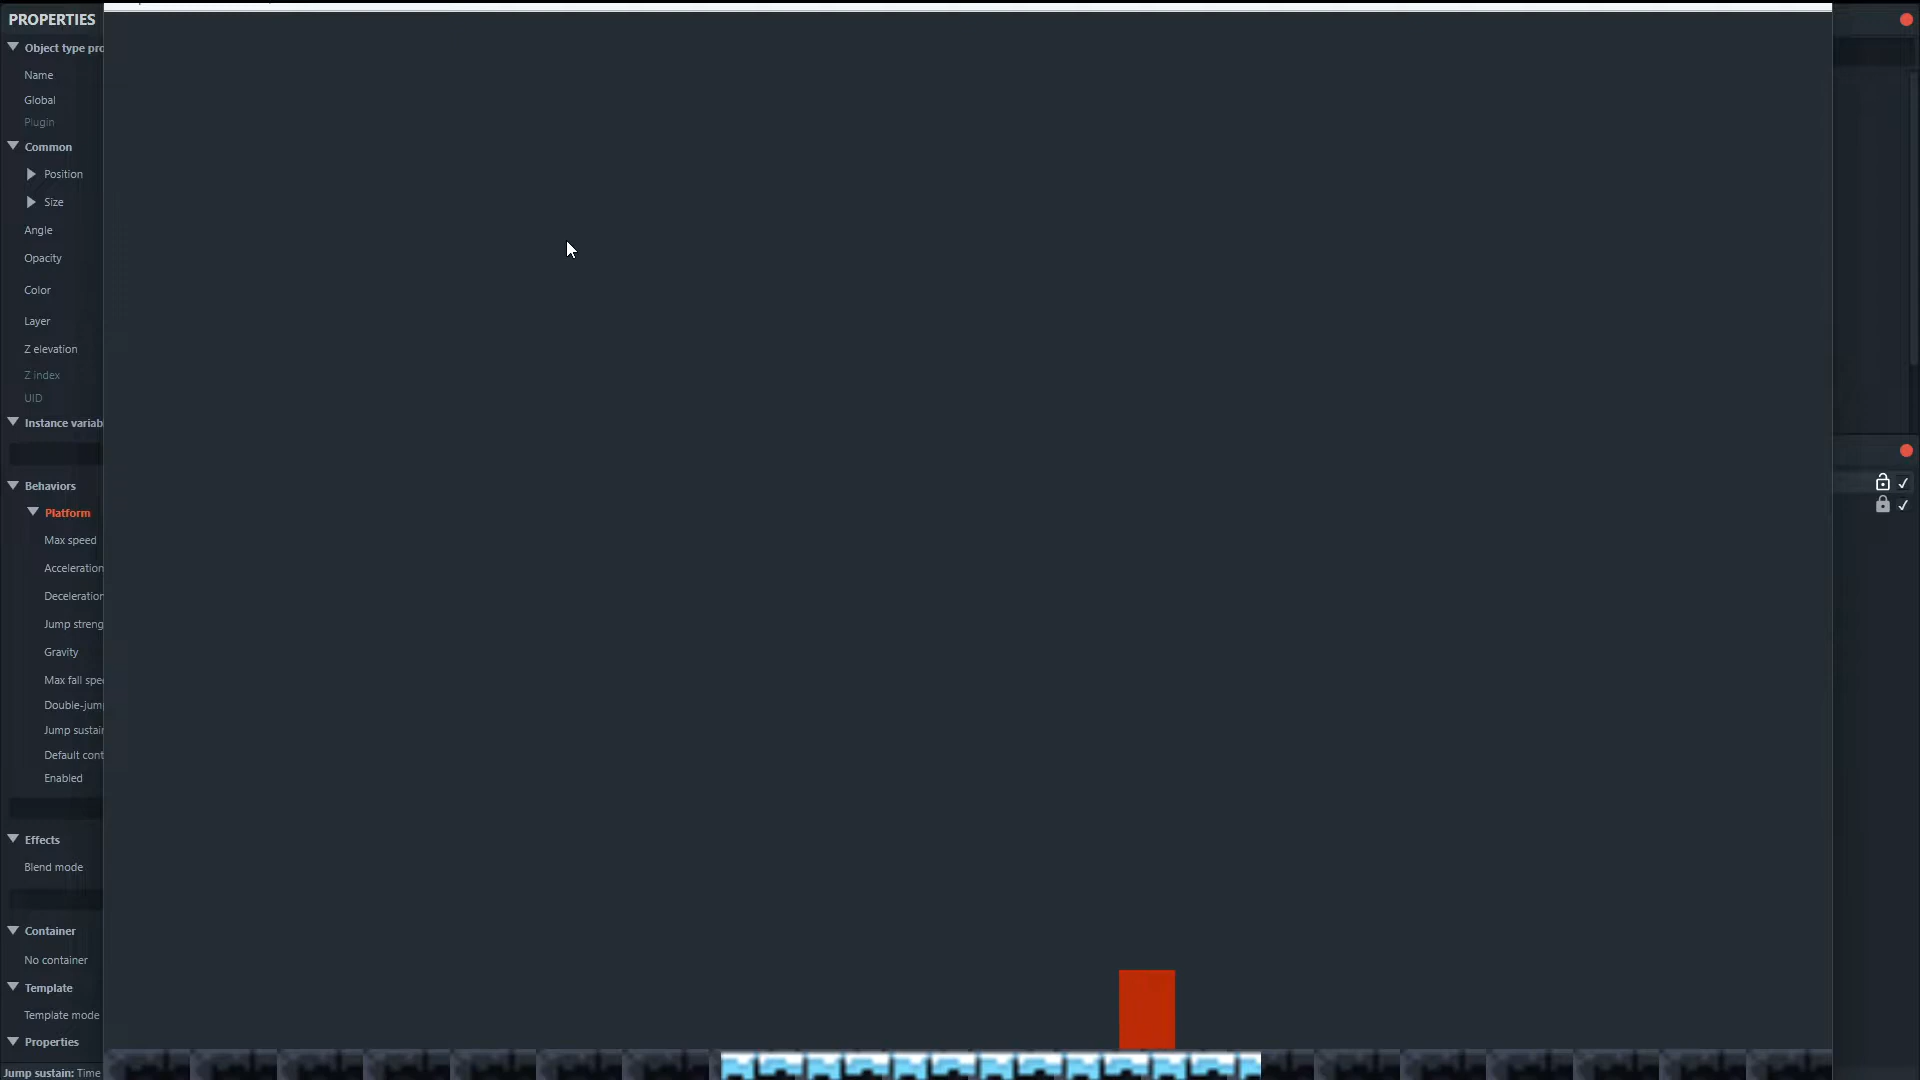 PROPERTIES
Object type pro
Name
Global
Plugin
Common
Position
Size
Angle
Opacity
Color
Layer
Z elevation
Z index
UID
Instance variab
Behaviors
Platform
Max speed
Acceleration
Deceleration
Jump streng
Gravity
Max fall spee
Double-jum
Jump sustain
Default cont
Enabled
Effects
Blend mode
Container
No container
Template
Template mode
Properties
Jump sustain: Time